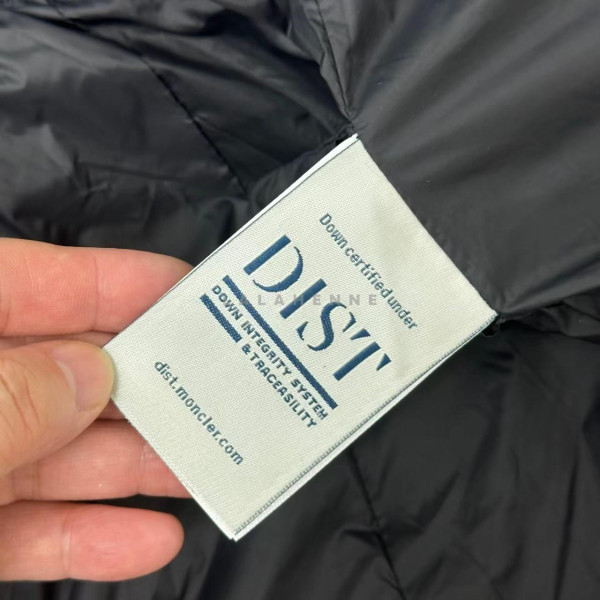 Down certified under
DIST
DOWN INTEGRITY SYSTEM
& TRACEASILITY
dist.moncler.com
ALAHENNE